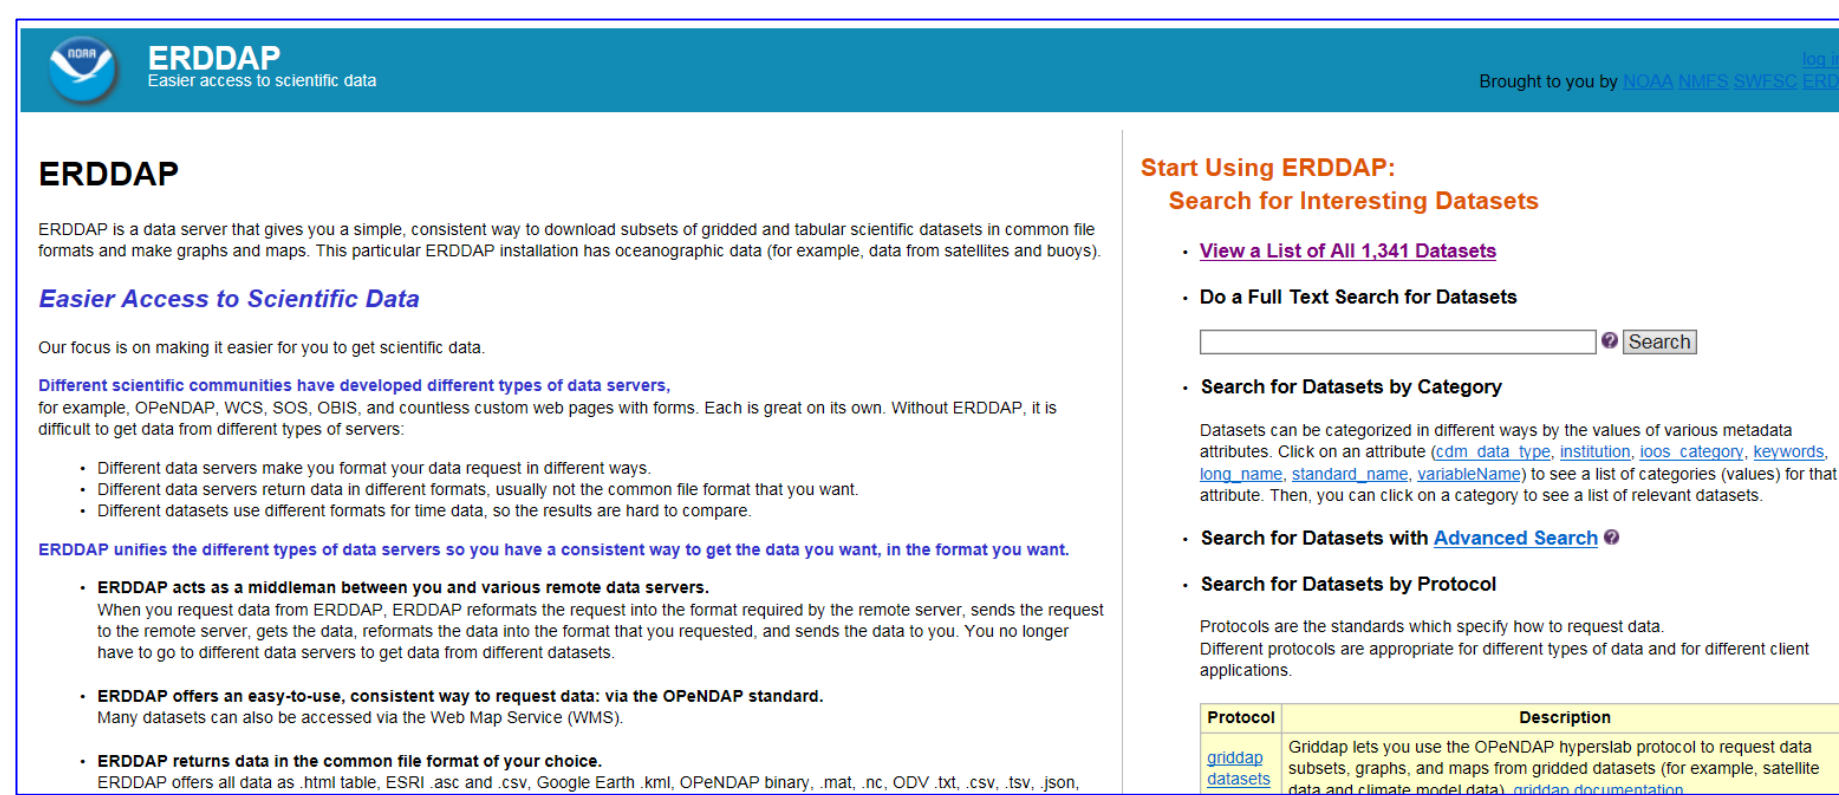 NOAA
ERDDAP
Easier access to scientific data
log in
Brought to you by NOAA NMFS SWFSC ERD
ERDDAP
ERDDAP is a data server that gives you a simple, consistent way to download subsets of gridded and tabular scientific datasets in common file
formats and make graphs and maps. This particular ERDDAP installation has oceanographic data (for example, data from satellites and buoys).
Easier Access to Scientific Data
Our focus is on making it easier for you to get scientific data.
Different scientific communities have developed different types of data servers,
for example, OPeNDAP, WCS, SOS, OBIS, and countless custom web pages with forms. Each is great on its own. Without ERDDAP, it is
difficult to get data from different types of servers:
• Different data servers make you format your data request in different ways.
• Different data servers return data in different formats, usually not the common file format that you want.
• Different datasets use different formats for time data, so the results are hard to compare.
ERDDAP unifies the different types of data servers so you have a consistent way to get the data you want, in the format you want.
• ERDDAP acts as a middleman between you and various remote data servers.
When you request data from ERDDAP, ERDDAP reformats the request into the format required by the remote server, sends the request
to the remote server, gets the data, reformats the data into the format that you requested, and sends the data to you. You no longer
have to go to different data servers to get data from different datasets.
• ERDDAP offers an easy-to-use, consistent way to request data: via the OPeNDAP standard.
Many datasets can also be accessed via the Web Map Service (WMS).
• ERDDAP returns data in the common file format of your choice.
ERDDAP offers all data as .html table, ESRI .asc and .csv, Google Earth .kml, OPeNDAP binary, .mat, .nc, ODV .txt, .csv, .tsv, .json,
Start Using ERDDAP:
Search for Interesting Datasets
• View a List of All 1,341 Datasets
• Do a Full Text Search for Datasets
? Search
• Search for Datasets by Category
Datasets can be categorized in different ways by the values of various metadata
attributes. Click on an attribute (cdm_data_type, institution, ioos_category, keywords,
long_name, standard_name, variableName) to see a list of categories (values) for that
attribute. Then, you can click on a category to see a list of relevant datasets.
• Search for Datasets with Advanced Search ?
• Search for Datasets by Protocol
Protocols are the standards which specify how to request data.
Different protocols are appropriate for different types of data and for different client
applications.
Protocol Description
griddap
datasets
Griddap lets you use the OPeNDAP hyperslab protocol to request data
subsets, graphs, and maps from gridded datasets (for example, satellite
data and climate model data). griddap documentation